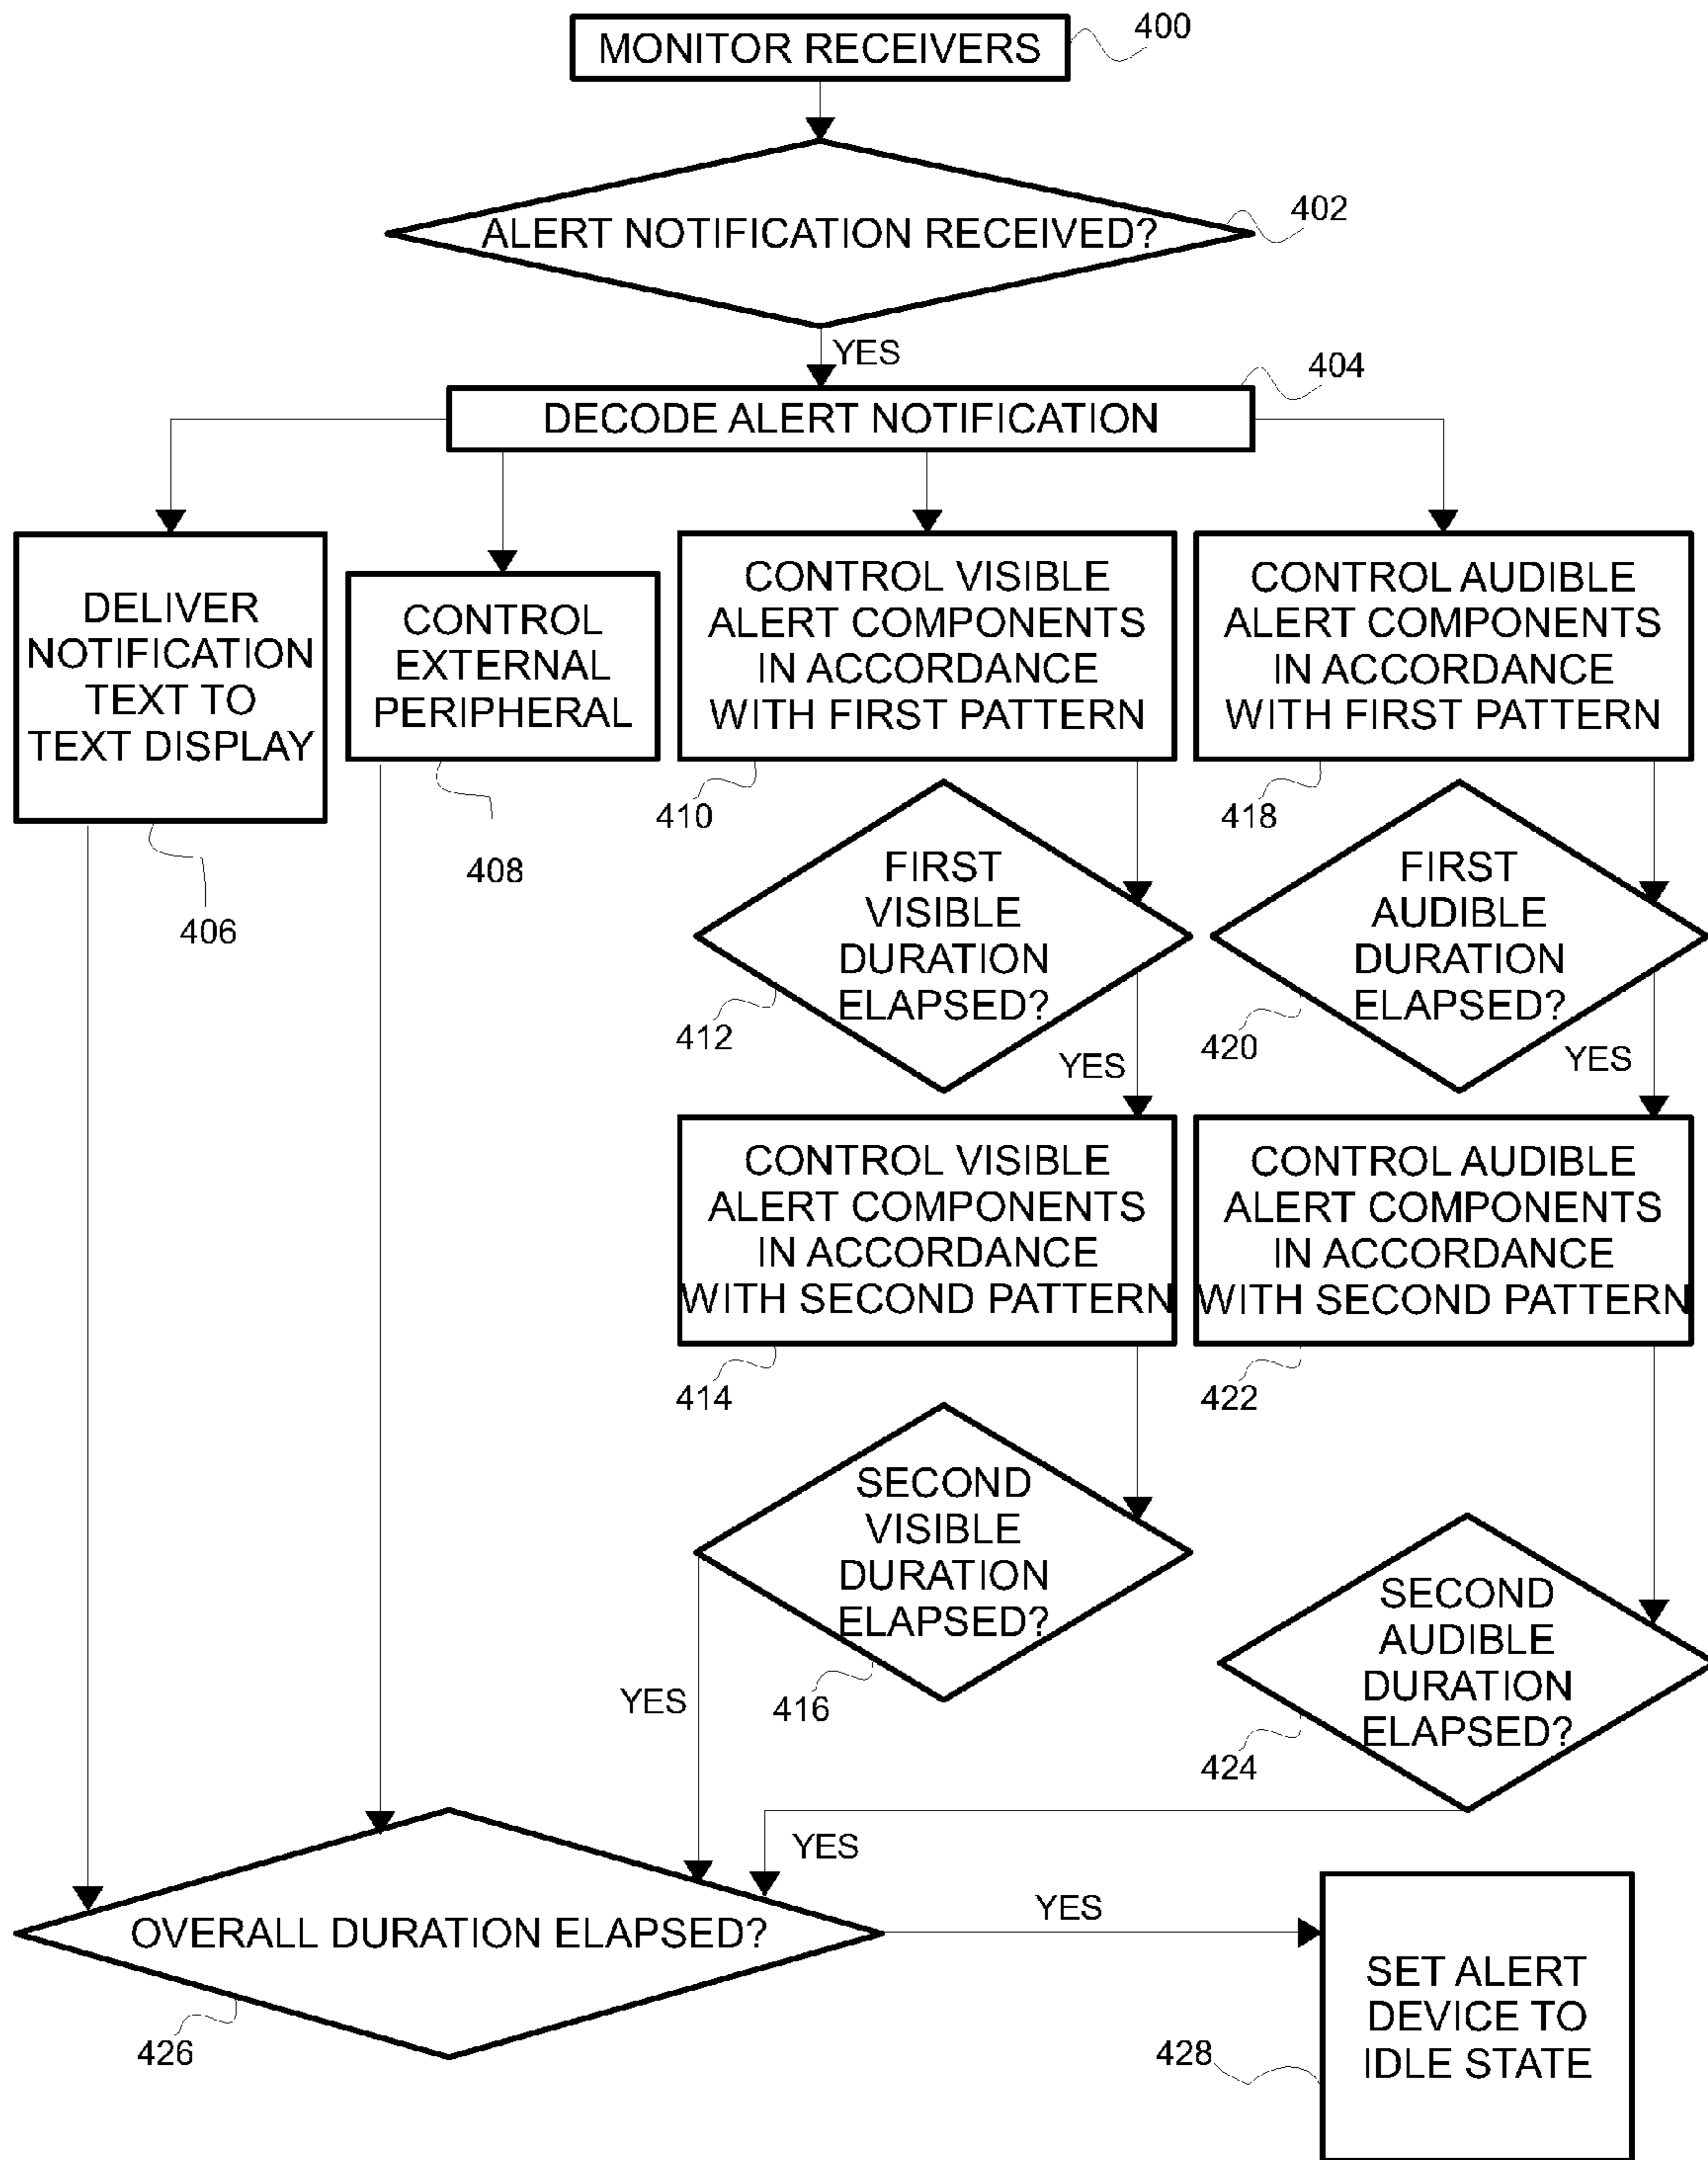 MONITOR RECEIVERS
400
ALERT NOTIFICATION RECEIVED?
402
YES
404
DECODE ALERT NOTIFICATION
DELIVER
NOTIFICATION
TEXT TO
TEXT DISPLAY
406
CONTROL
EXTERNAL
PERIPHERAL
408
CONTROL VISIBLE
ALERT COMPONENTS
IN ACCORDANCE
WITH FIRST PATTERN
410
CONTROL AUDIBLE
ALERT COMPONENTS
IN ACCORDANCE
WITH FIRST PATTERN
418
FIRST
VISIBLE
DURATION
ELAPSED?
412
YES
FIRST
AUDIBLE
DURATION
ELAPSED?
420
YES
CONTROL VISIBLE
ALERT COMPONENTS
IN ACCORDANCE
WITH SECOND PATTERN
414
CONTROL AUDIBLE
ALERT COMPONENTS
IN ACCORDANCE
WITH SECOND PATTERN
422
SECOND
VISIBLE
DURATION
ELAPSED?
416
YES
SECOND
AUDIBLE
DURATION
ELAPSED?
424
YES
OVERALL DURATION ELAPSED?
426
YES
SET ALERT
DEVICE TO
IDLE STATE
428